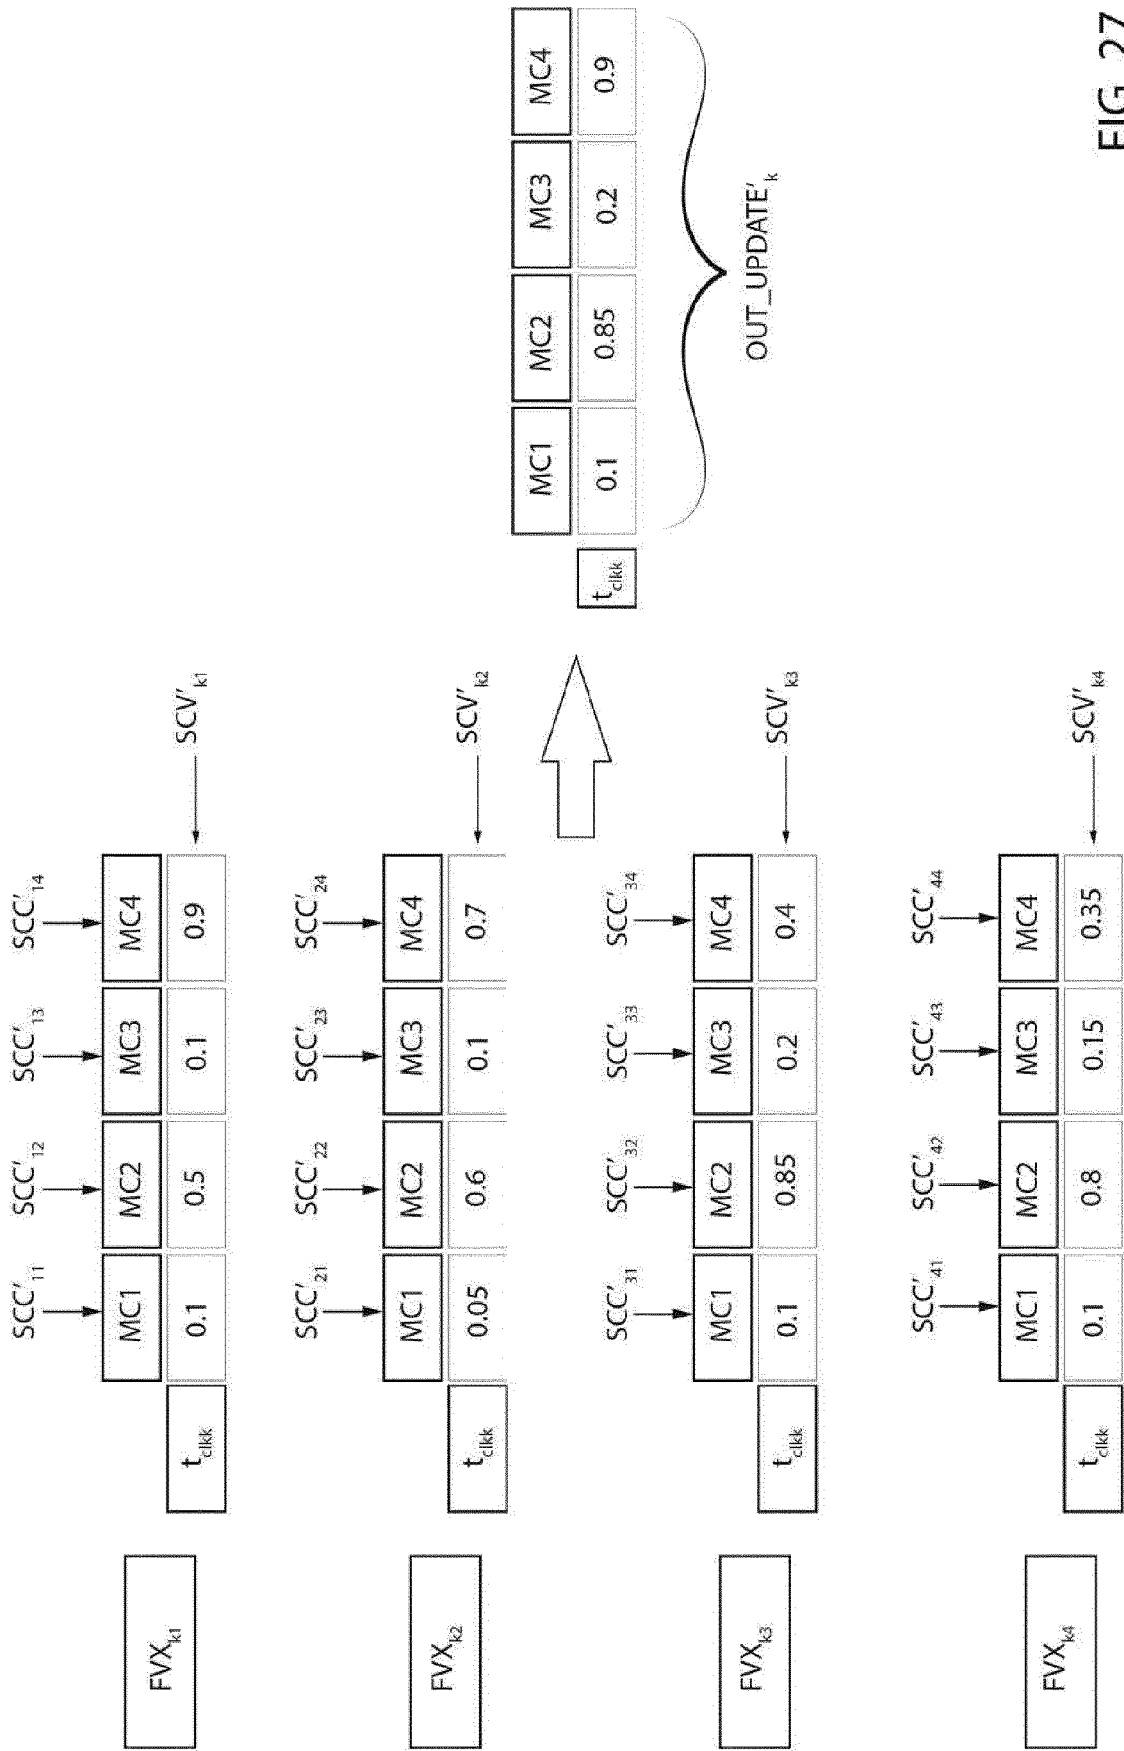 SCC'11 SCC'12 SCC'13 SCC'14
MC1 MC2 MC3 MC4
FVXk1 tclkk 0.1 0.5 0.1 0.9 SCV'k1
SCC'21 SCC'22 SCC'23 SCC'24
MC1 MC2 MC3 MC4
FVXk2 tclkk 0.05 0.6 0.1 0.7 SCV'k2
SCC'31 SCC'32 SCC'33 SCC'34
MC1 MC2 MC3 MC4
FVXk3 tclkk 0.1 0.85 0.2 0.4 SCV'k3
SCC'41 SCC'42 SCC'43 SCC'44
MC1 MC2 MC3 MC4
FVXk4 tclkk 0.1 0.8 0.15 0.35 SCV'k4
MC1 MC2 MC3 MC4
tclkk 0.1 0.85 0.2 0.9
OUT_UPDATE'k
FIG. 27